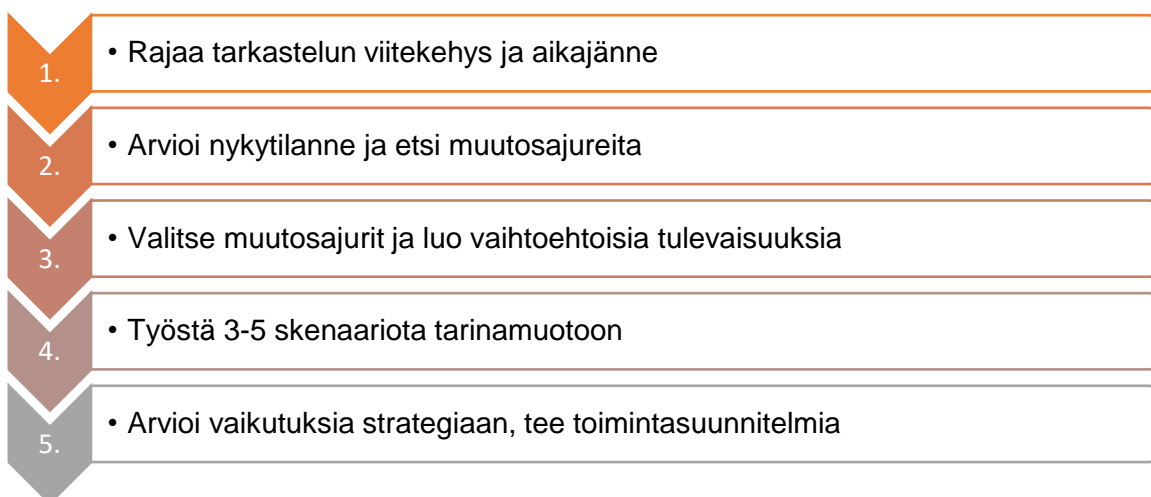 1. • Rajaa tarkastelun viitekehys ja aikajänne
2. • Arvioi nykytilanne ja etsi muutosajureita
3. • Valitse muutosajurit ja luo vaihtoehtoisia tulevaisuuksia
4. • Työstä 3-5 skenaariota tarinamuotoon
5. • Arvioi vaikutuksia strategiaan, tee toimintasuunnitelmia